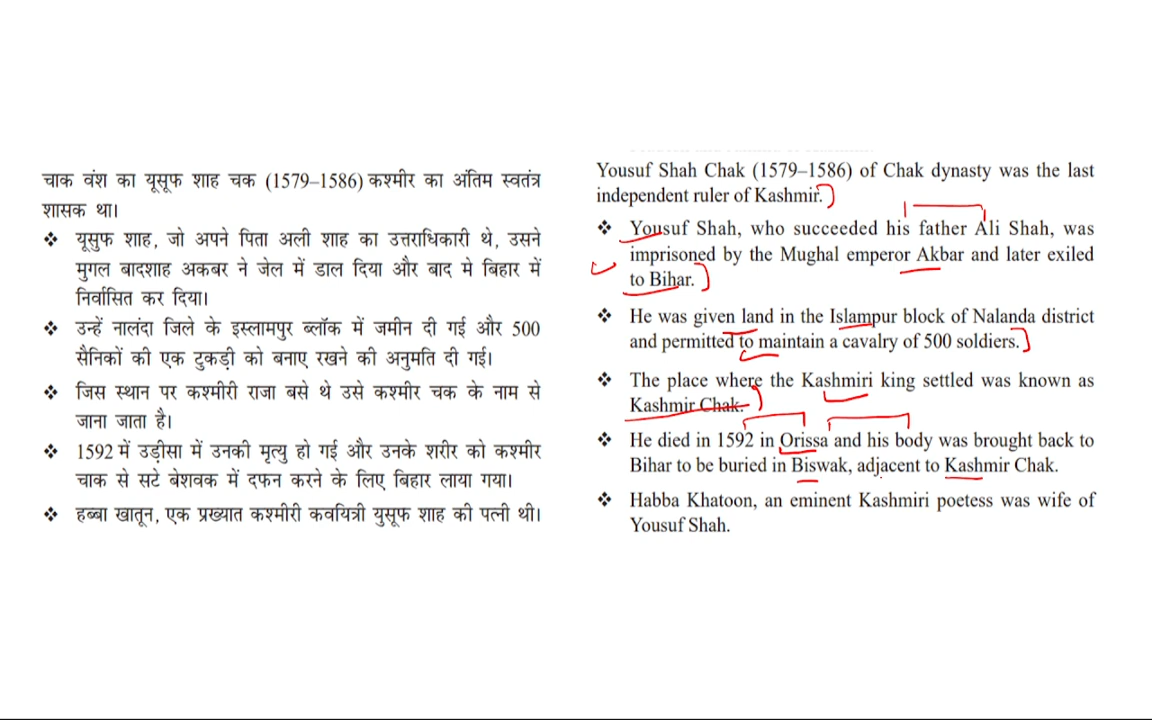 चाक वंश का यूसूफ शाह चक (1579–1586) कश्मीर का अंतिम स्वतंत्र
शासक था।
❖ यूसुफ शाह, जो अपने पिता अली शाह का उत्तराधिकारी थे, उसने
मुगल बादशाह अकबर ने जेल में डाल दिया और बाद मे बिहार में
निर्वासित कर दिया।
❖ उन्हें नालंदा जिले के इस्लामपुर ब्लॉक में जमीन दी गई और 500
सैनिकों की एक टुकड़ी को बनाए रखने की अनुमति दी गई।
❖ जिस स्थान पर कश्मीरी राजा बसे थे उसे कश्मीर चक के नाम से
जाना जाता है।
❖ 1592 में उड़ीसा में उनकी मृत्यु हो गई और उनके शरीर को कश्मीर
चाक से सटे बेशवक में दफन करने के लिए बिहार लाया गया।
❖ हब्बा खातून, एक प्रख्यात कश्मीरी कवयित्री युसूफ शाह की पत्नी थी।
Yousuf Shah Chak (1579–1586) of Chak dynasty was the last
independent ruler of Kashmir.
❖ Yousuf Shah, who succeeded his father Ali Shah, was
imprisoned by the Mughal emperor Akbar and later exiled
to Bihar.
❖ He was given land in the Islampur block of Nalanda district
and permitted to maintain a cavalry of 500 soldiers.
❖ The place where the Kashmiri king settled was known as
Kashmir Chak.
❖ He died in 1592 in Orissa and his body was brought back to
Bihar to be buried in Biswak, adjacent to Kashmir Chak.
❖ Habba Khatoon, an eminent Kashmiri poetess was wife of
Yousuf Shah.